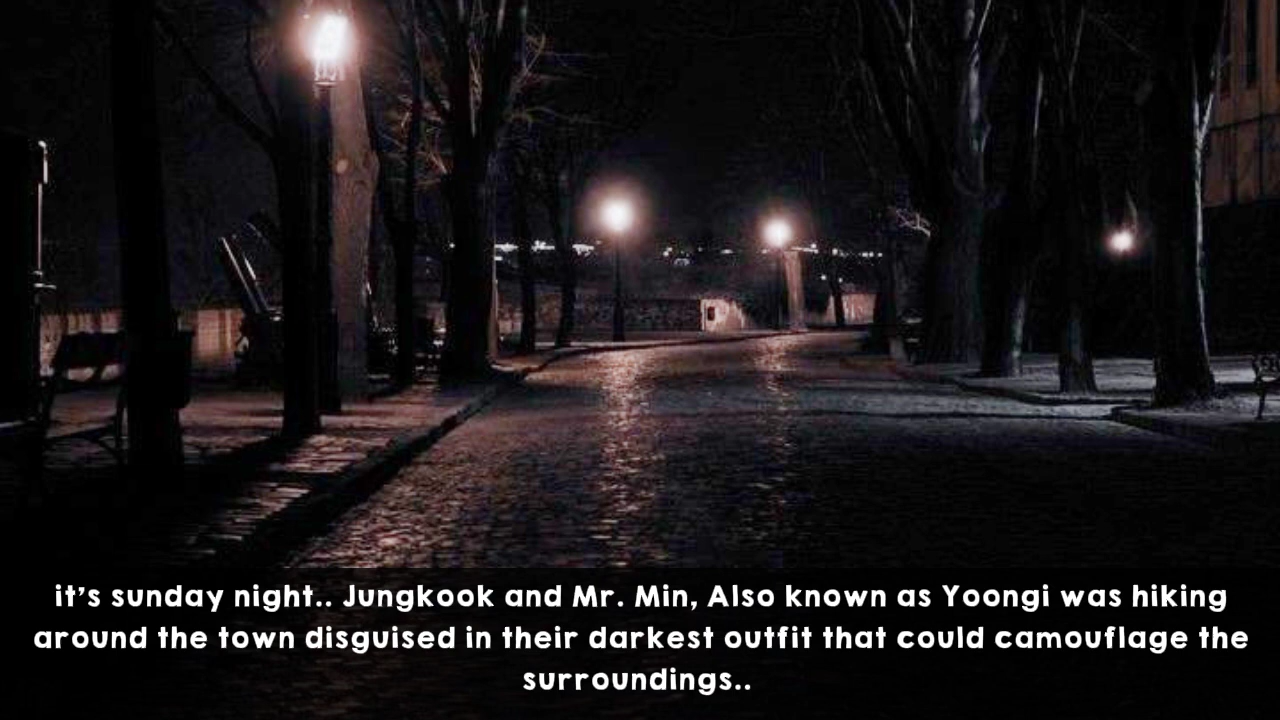 it's sunday night.. Jungkook and Mr. Min, Also known as Yoongi was hiking
around the town disguised in their darkest outfit that could camouflage the
surroundings..